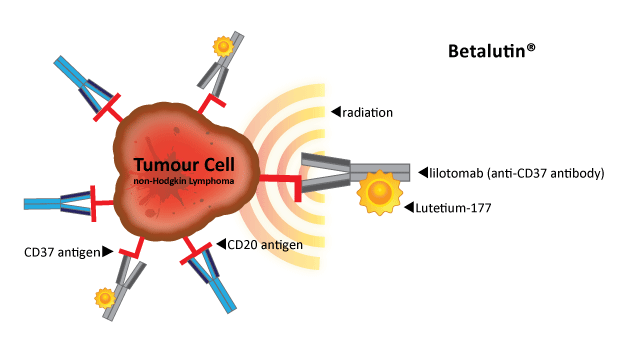 Betalutin®
radiation
Tumour Cell
non-Hodgkin Lymphoma
lilotomab (anti-CD37 antibody)
Lutetium-177
CD37 antigen
CD20 antigen